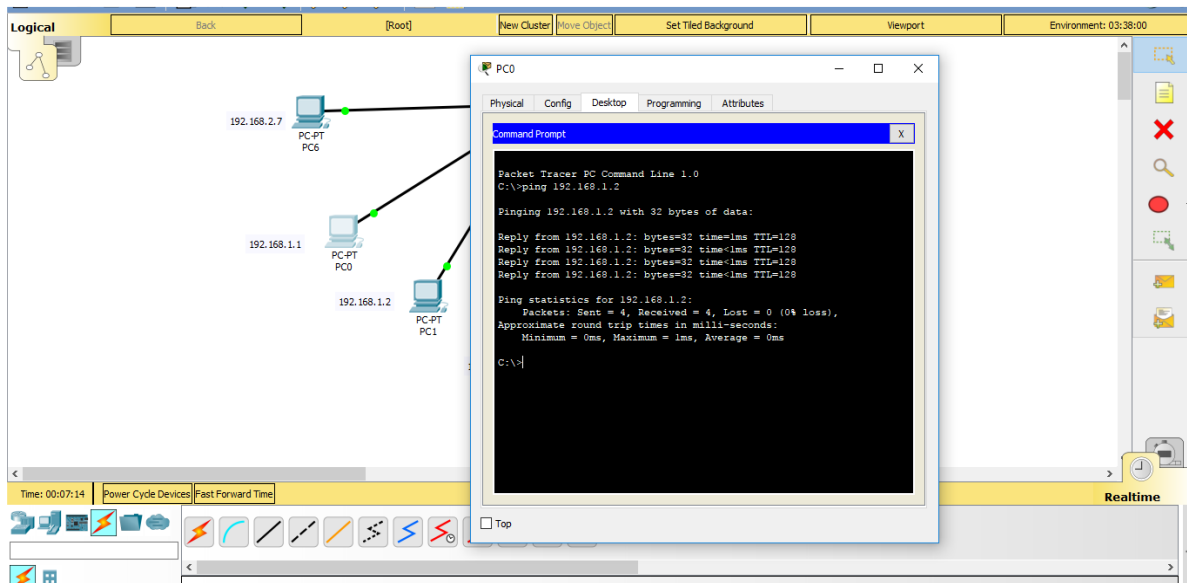 Logical
Back
[Root]
New Cluster
Move Object
Set Tiled Background
Viewport
Environment: 03:38:00
192.168.2.7
PC-PT
PC6
192.168.1.1
PC-PT
PC0
192.168.1.2
PC-PT
PC1
PC0
Physical Config Desktop Programming Attributes
Command Prompt
X
Packet Tracer PC Command Line 1.0
C:\>ping 192.168.1.2
Pinging 192.168.1.2 with 32 bytes of data:
Reply from 192.168.1.2: bytes=32 time=1ms TTL=128
Reply from 192.168.1.2: bytes=32 time<1ms TTL=128
Reply from 192.168.1.2: bytes=32 time<1ms TTL=128
Reply from 192.168.1.2: bytes=32 time<1ms TTL=128
Ping statistics for 192.168.1.2:
Packets: Sent = 4, Received = 4, Lost = 0 (0% loss),
Approximate round trip times in milli-seconds:
Minimum = 0ms, Maximum = 1ms, Average = 0ms
C:\>
Top
Time: 00:07:14
Power Cycle Devices
Fast Forward Time
Realtime